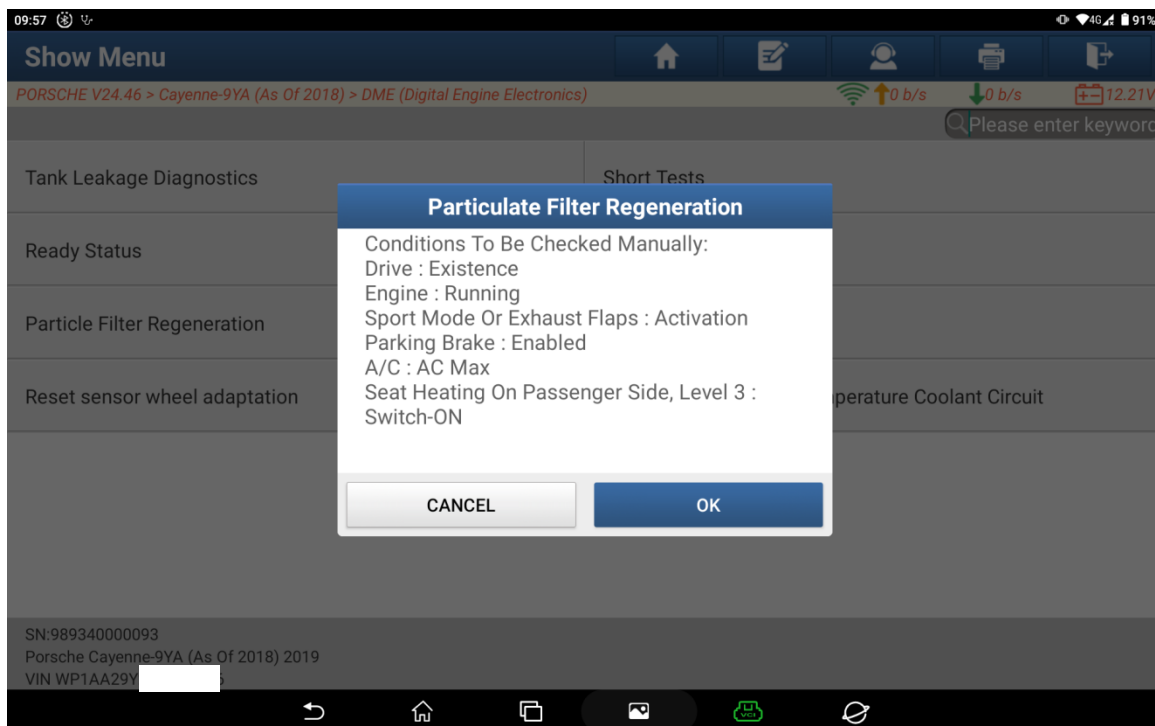 09:57
4G
91%
Show Menu
PORSCHE V24.46 > Cayenne-9YA (As Of 2018) > DME (Digital Engine Electronics)
0 b/s
0 b/s
12.21V
Please enter keyword
Tank Leakage Diagnostics
Short Tests
Particulate Filter Regeneration
Ready Status
Conditions To Be Checked Manually:
Drive : Existence
Engine : Running
Sport Mode Or Exhaust Flaps : Activation
Parking Brake : Enabled
A/C : AC Max
Seat Heating On Passenger Side, Level 3 :
Switch-ON
Particle Filter Regeneration
Reset sensor wheel adaptation
perature Coolant Circuit
CANCEL
OK
SN:989340000093
Porsche Cayenne-9YA (As Of 2018) 2019
VIN WP1AA29Y
VCI